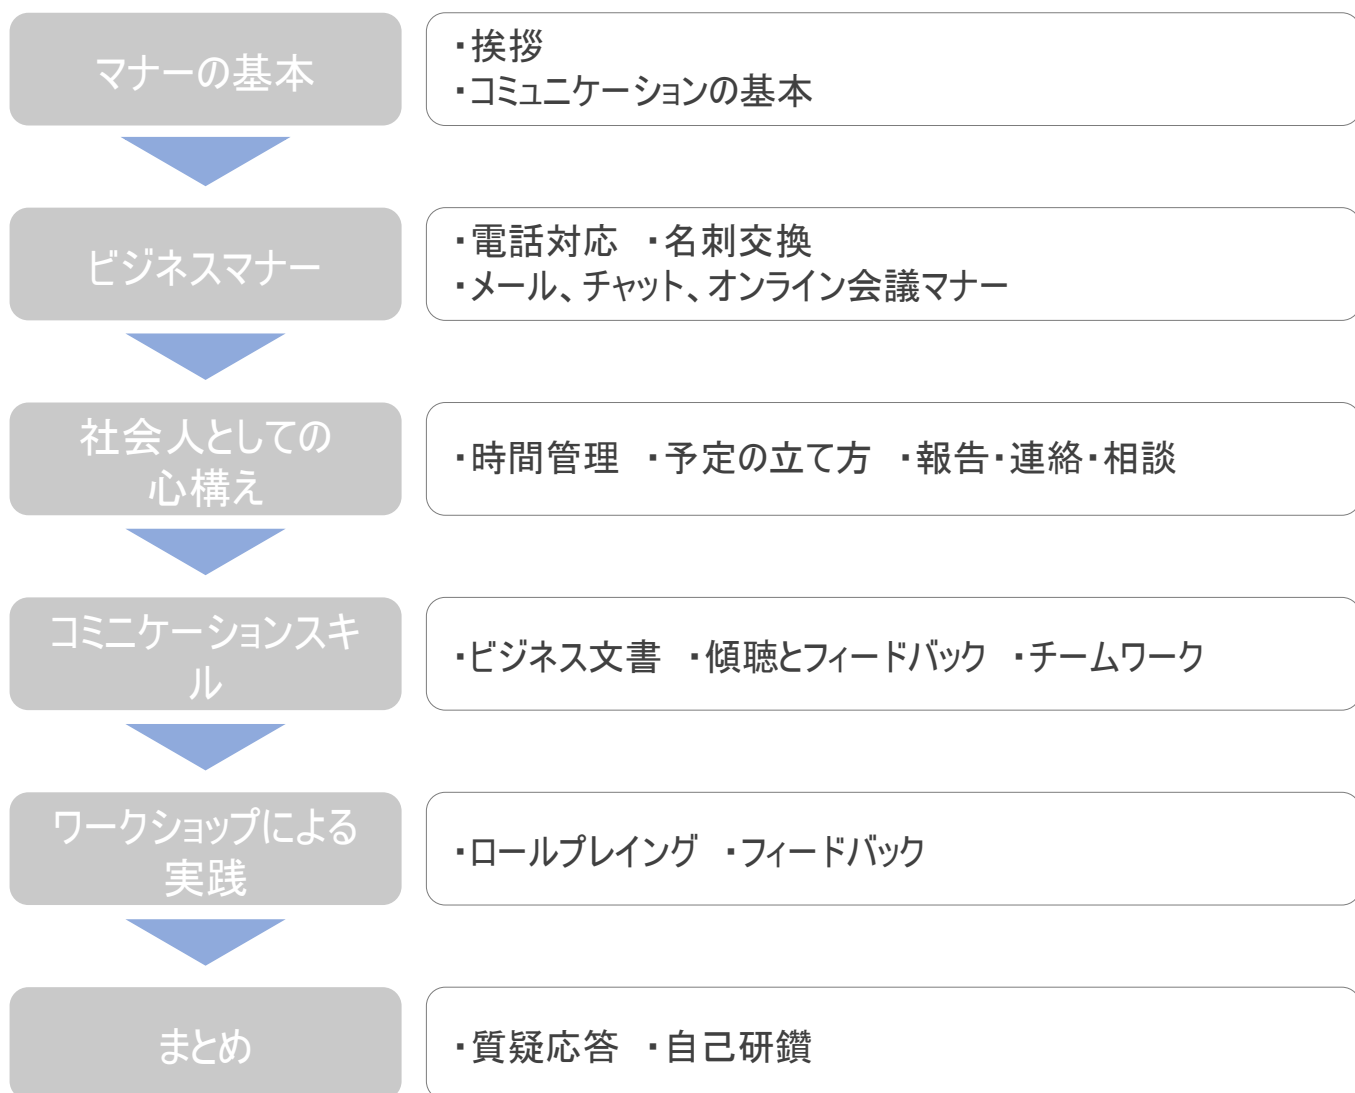 マナーの基本
・挨拶
・コミュニケーションの基本
ビジネスマナー
・電話対応　・名刺交換
・メール、チャット、オンライン会議マナー
社会人としての
心構え
・時間管理　・予定の立て方　・報告・連絡・相談
コミニケーションスキ
ル
・ビジネス文書　・傾聴とフィードバック　・チームワーク
ワークショップによる
実践
・ロールプレイング　・フィードバック
まとめ
・質疑応答　・自己研鑽